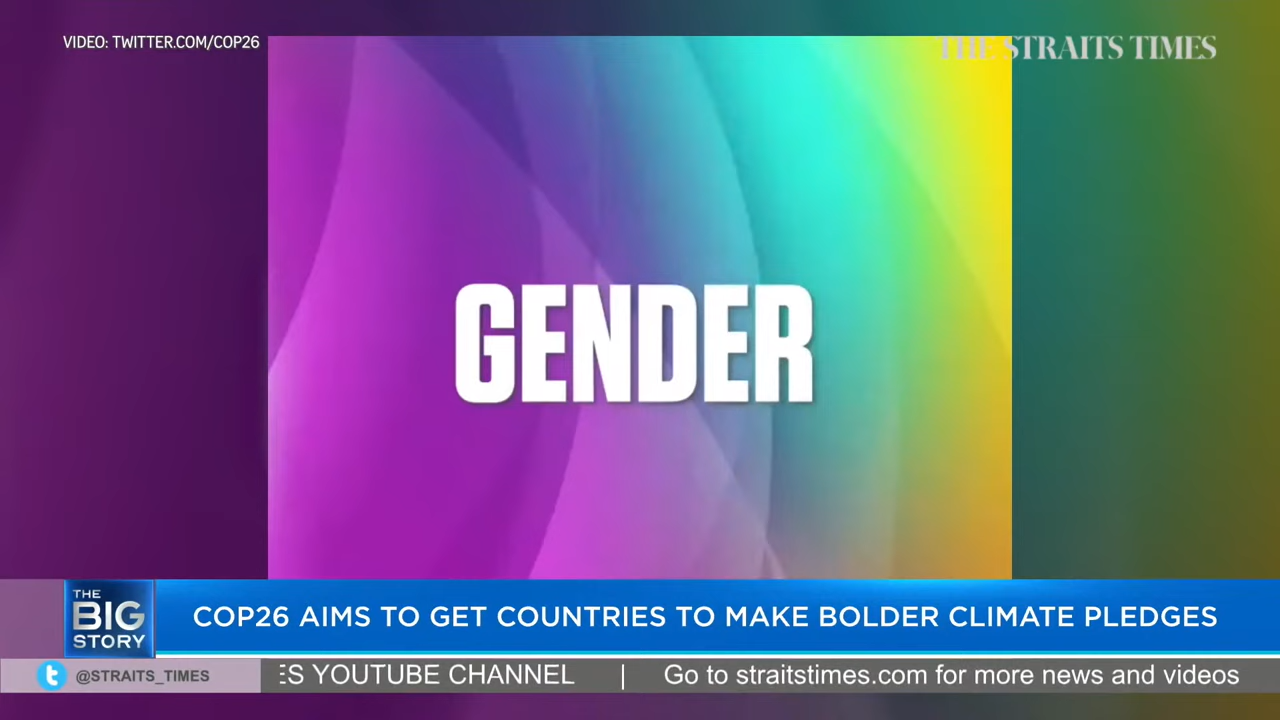 VIDEO: TWITTER.COM/COP26
THE STRAITS TIMES
GENDER
THE
BIG
STORY
COP26 AIMS TO GET COUNTRIES TO MAKE BOLDER CLIMATE PLEDGES
@STRAITS_TIMES
ES YOUTUBE CHANNEL | Go to straitstimes.com for more news and videos